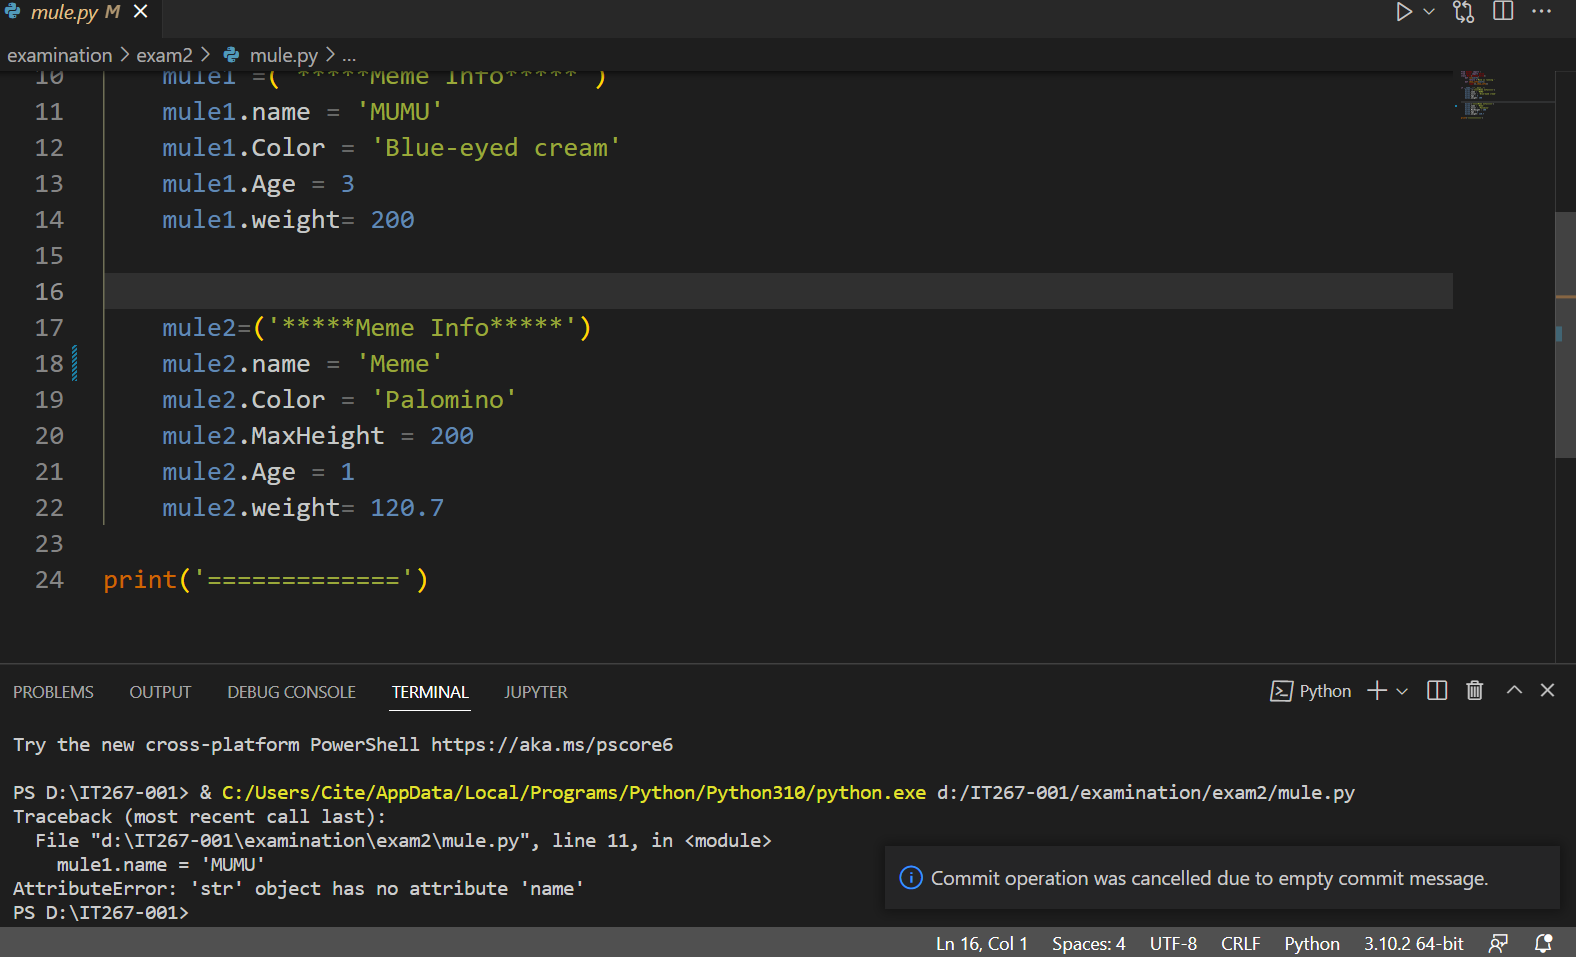 mule.py M
examination > exam2 > mule.py > ...
10 mule1 =('*****Meme Info*****')
11 mule1.name = 'MUMU'
12 mule1.Color = 'Blue-eyed cream'
13 mule1.Age = 3
14 mule1.weight= 200
15
16
17 mule2=('*****Meme Info*****')
18 mule2.name = 'Meme'
19 mule2.Color = 'Palomino'
20 mule2.MaxHeight = 200
21 mule2.Age = 1
22 mule2.weight= 120.7
23
24 print('=============')
PROBLEMS OUTPUT DEBUG CONSOLE TERMINAL JUPYTER Python
Try the new cross-platform PowerShell https://aka.ms/pscore6
PS D:\IT267-001> & C:/Users/Cite/AppData/Local/Programs/Python/Python310/python.exe d:/IT267-001/examination/exam2/mule.py
Traceback (most recent call last):
File "d:\IT267-001\examination\exam2\mule.py", line 11, in <module>
mule1.name = 'MUMU'
AttributeError: 'str' object has no attribute 'name'
PS D:\IT267-001>
Commit operation was cancelled due to empty commit message.
Ln 16, Col 1 Spaces: 4 UTF-8 CRLF Python 3.10.2 64-bit